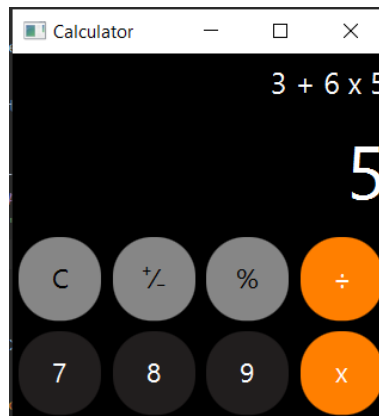 Calculator
3 + 6 x 5
5
C ⁺∕₋ % ÷
7 8 9 x